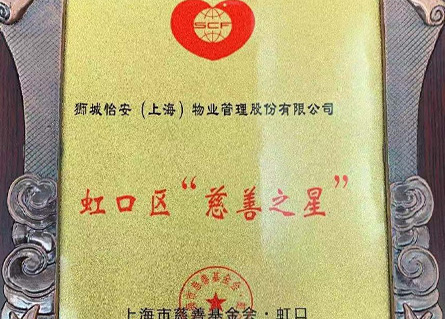 SCF
狮城怡安（上海）物业管理股份有限公司
虹口区“慈善之星”
上海市慈善基金会·虹口